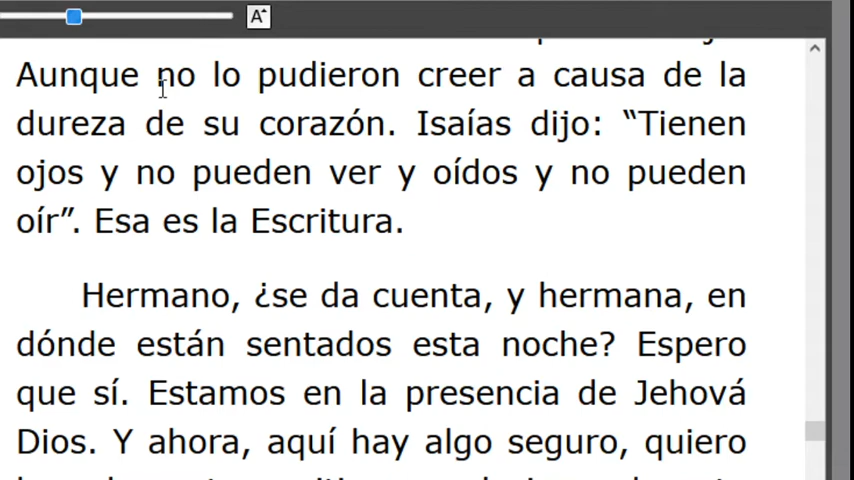 A
Aunque no lo pudieron creer a causa de la
dureza de su corazón. Isaías dijo: “Tienen
ojos y no pueden ver y oídos y no pueden
oír”. Esa es la Escritura.
Hermano, ¿se da cuenta, y hermana, en
dónde están sentados esta noche? Espero
que sí. Estamos en la presencia de Jehová
Dios. Y ahora, aquí hay algo seguro, quiero